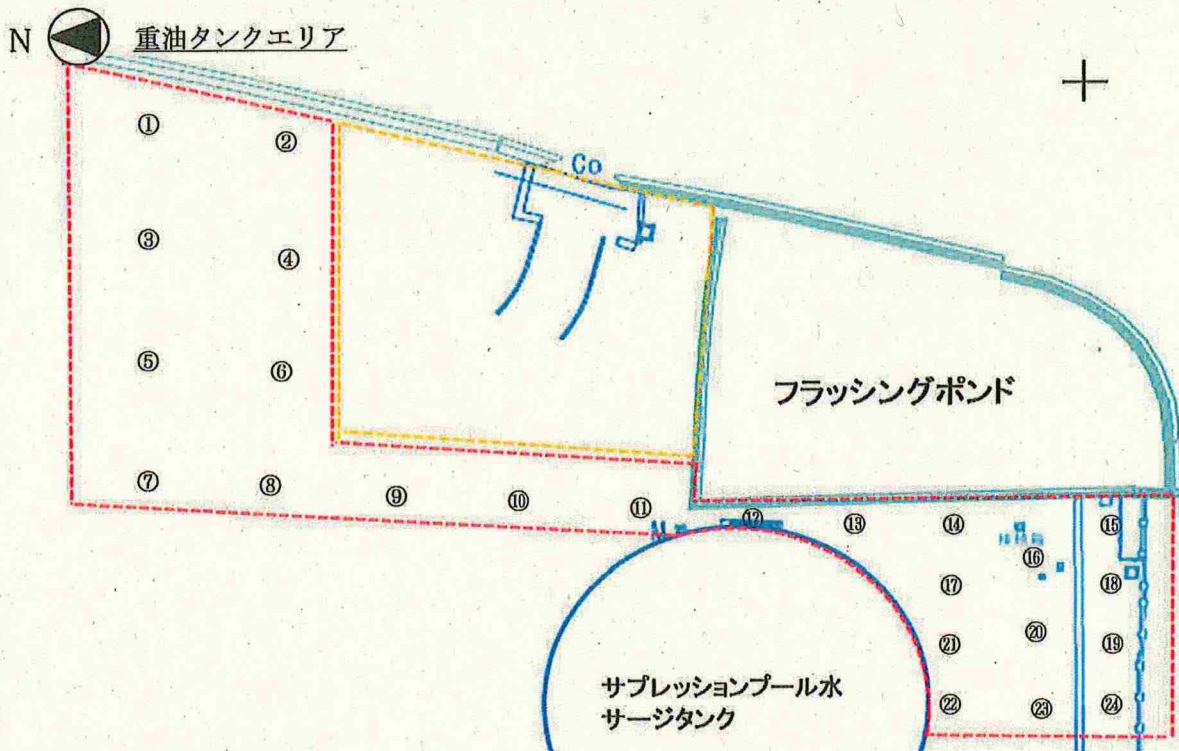 N 重油タンクエリア
① ②
Co
③ ④
⑤ ⑥
フラッシングポンド
⑦ ⑧ ⑨ ⑩ ⑪ ⑫ ⑬ ⑭ ⑮
⑯
⑰ ⑱
㉑ ⑳ ⑲
サプレッションプール水
サージタンク
㉒ ㉓ ㉔